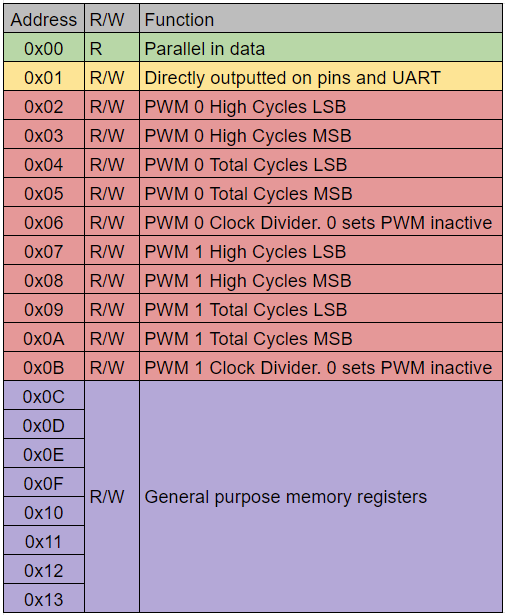 Address R/W Function
0x00 R Parallel in data
0x01 R/W Directly outputted on pins and UART
0x02 R/W PWM 0 High Cycles LSB
0x03 R/W PWM 0 High Cycles MSB
0x04 R/W PWM 0 Total Cycles LSB
0x05 R/W PWM 0 Total Cycles MSB
0x06 R/W PWM 0 Clock Divider. 0 sets PWM inactive
0x07 R/W PWM 1 High Cycles LSB
0x08 R/W PWM 1 High Cycles MSB
0x09 R/W PWM 1 Total Cycles LSB
0x0A R/W PWM 1 Total Cycles MSB
0x0B R/W PWM 1 Clock Divider. 0 sets PWM inactive
0x0C
0x0D
0x0E
0x0F
R/W General purpose memory registers
0x10
0x11
0x12
0x13